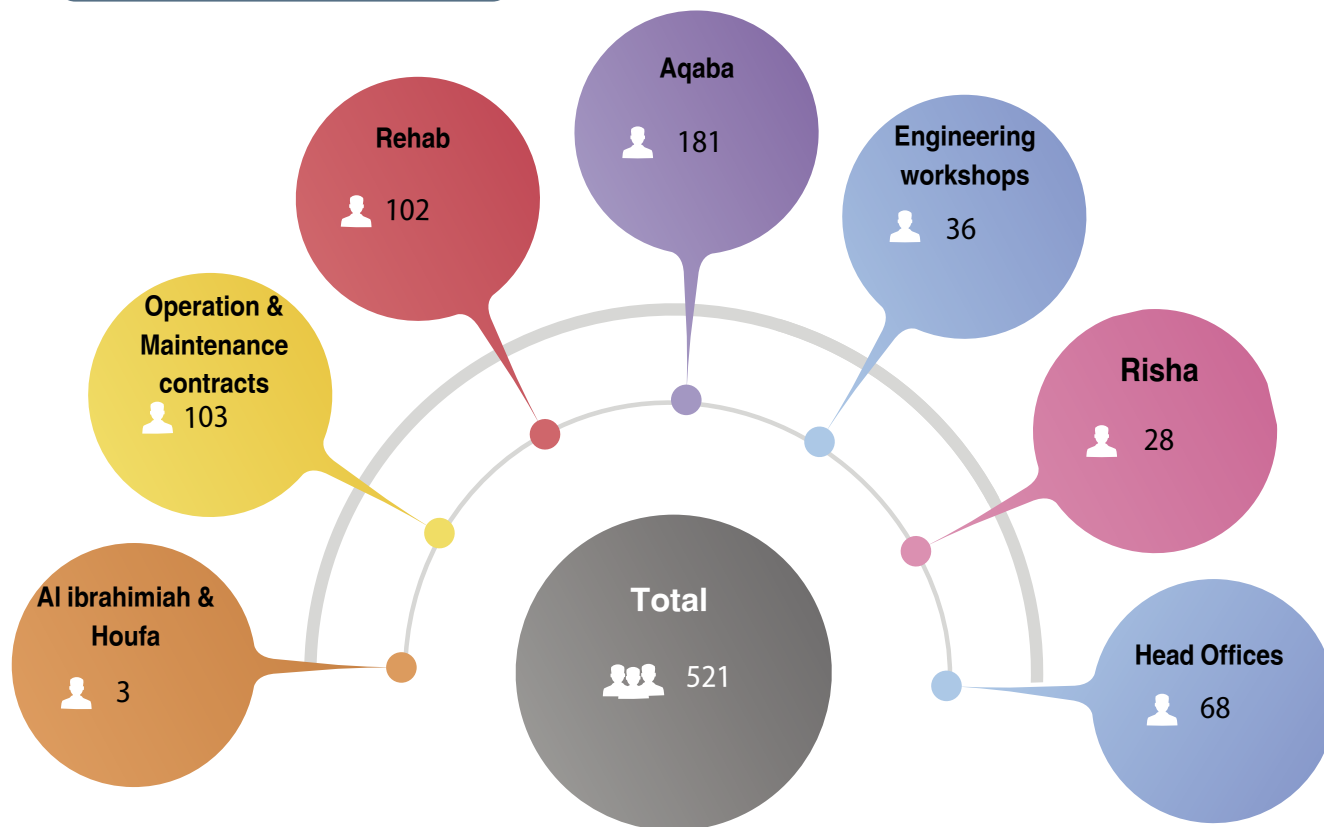 Aqaba
181
Rehab
102
Engineering
workshops
36
Operation &
Maintenance
contracts
103
Risha
28
Al ibrahimiah &
Houfa
3
Total
521
Head Offices
68